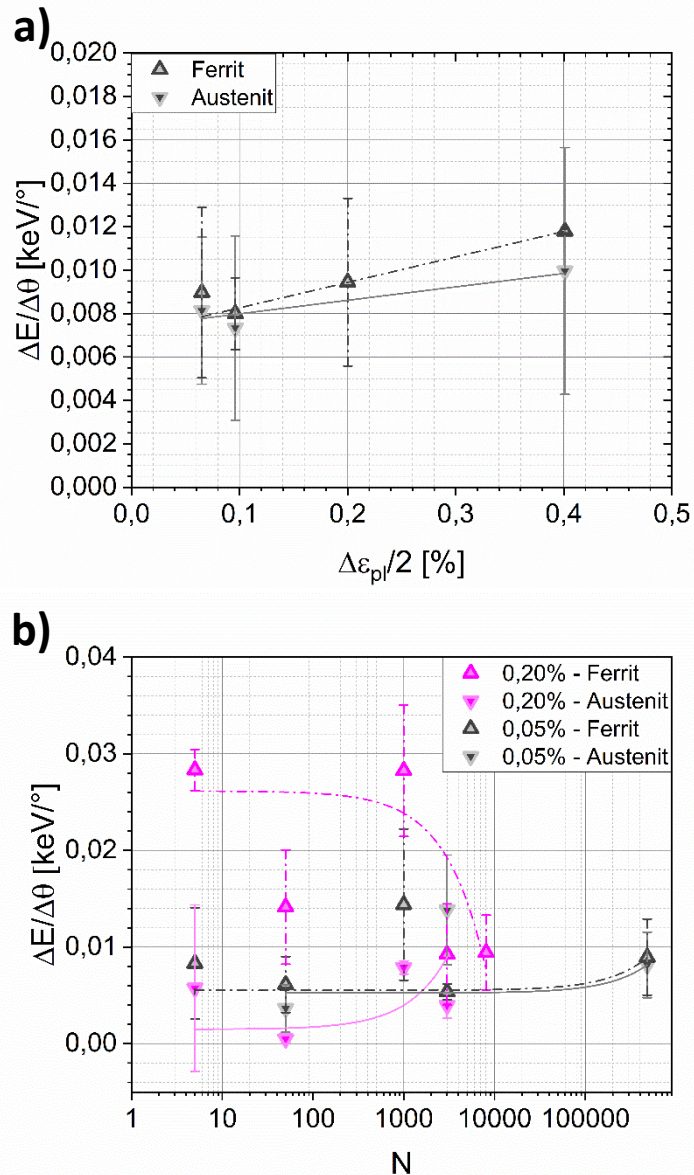 a)
0,020
0,018
0,016
0,014
0,012
0,010
0,008
0,006
0,004
0,002
0,000
ΔE/Δθ [keV/°]
Ferrit
Austenit
0,0 0,1 0,2 0,3 0,4 0,5
Δε_pl/2 [%]
b)
0,04
0,03
0,02
0,01
0,00
ΔE/Δθ [keV/°]
0,20% - Ferrit
0,20% - Austenit
0,05% - Ferrit
0,05% - Austenit
1 10 100 1000 10000 100000
N